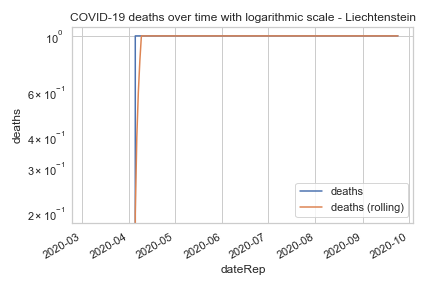 COVID-19 deaths over time with logarithmic scale - Liechtenstein
10⁰
6 × 10⁻¹
4 × 10⁻¹
3 × 10⁻¹
2 × 10⁻¹
deaths
deaths
deaths (rolling)
2020-03
2020-04
2020-05
2020-06
2020-07
2020-08
2020-09
2020-10
dateRep